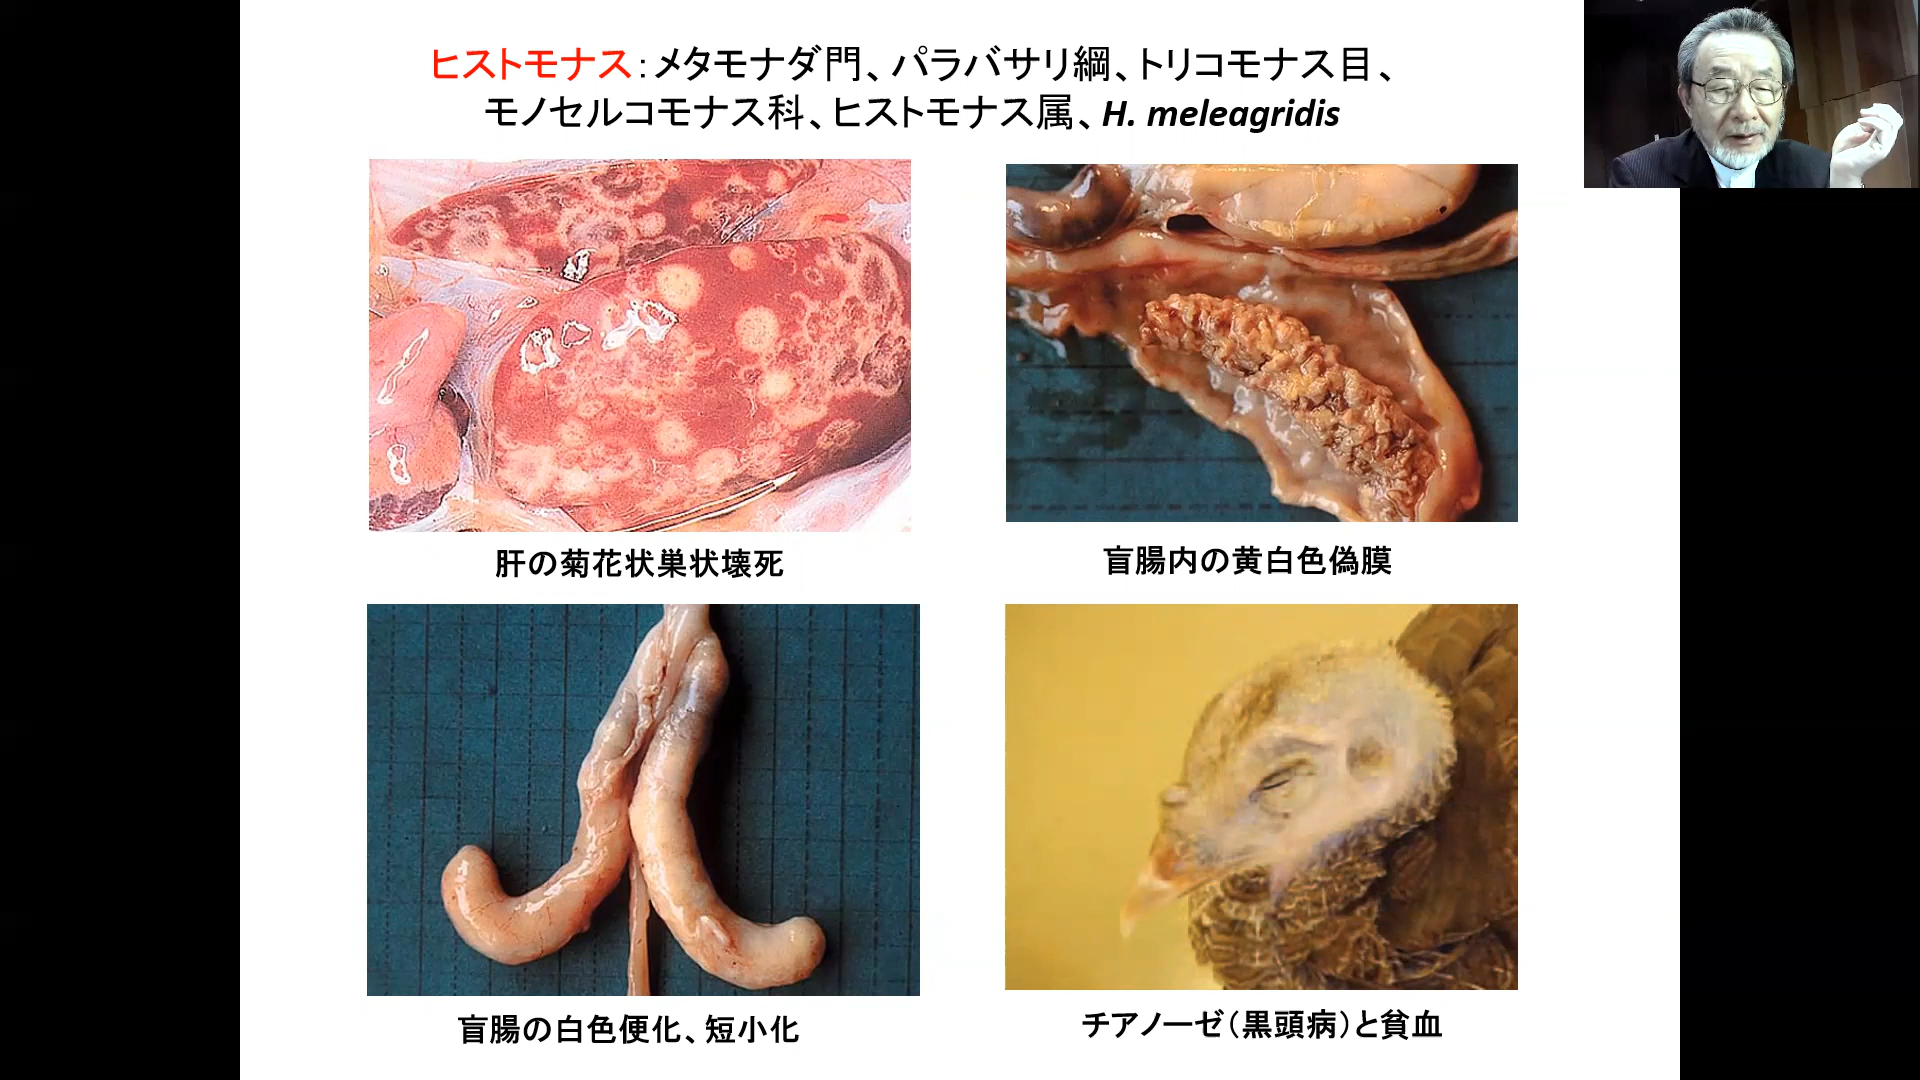 ヒストモナス：メタモナダ門、パラバサリ綱、トリコモナス目、
モノセルコモナス科、ヒストモナス属、H. meleagridis
肝の菊花状巣状壊死
盲腸内の黄白色偽膜
盲腸の白色便化、短小化
チアノーゼ（黒頭病）と貧血